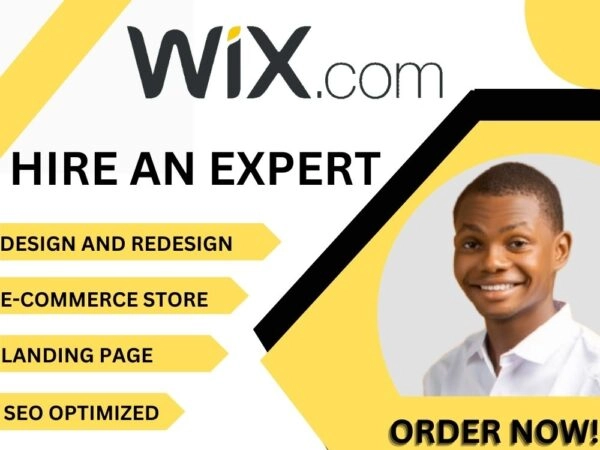 WiX.com
HIRE AN EXPERT
DESIGN AND REDESIGN
E-COMMERCE STORE
LANDING PAGE
SEO OPTIMIZED
ORDER NOW!